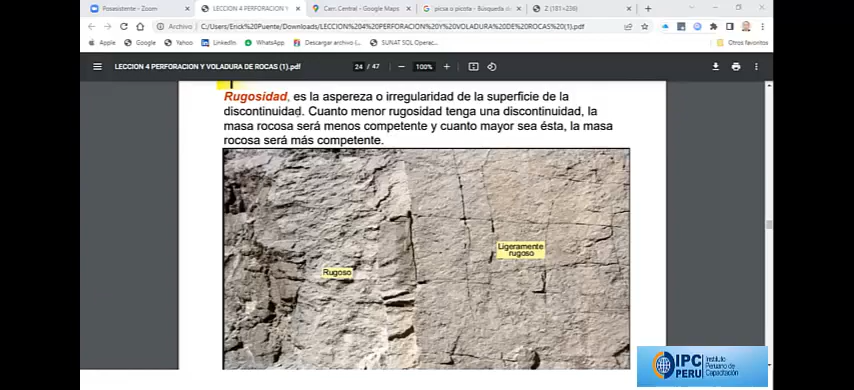 Posasistente - Zoom
LECCION 4 PERFORACION Y
Carr. Central - Google Maps
picsa o picota - Búsqueda de
Z (181×236)
Archivo
C:/Users/Erick%20Puente/Downloads/LECCION%204%20PERFORACION%20Y%20VOLADURA%20DE%20ROCAS%20(1).pdf
Apple
Google
Yahoo
LinkedIn
WhatsApp
Descargar archivo (...
SUNAT SOL Operac...
Otros favoritos
LECCION 4 PERFORACION Y VOLADURA DE ROCAS (1).pdf
24 / 47
100%
Rugosidad, es la aspereza o irregularidad de la superficie de la
discontinuidad. Cuanto menor rugosidad tenga una discontinuidad, la
masa rocosa será menos competente y cuanto mayor sea ésta, la masa
rocosa será más competente.
Ligeramente
rugoso
Rugoso
IPC
PERU
Instituto
Peruano de
Capacitación